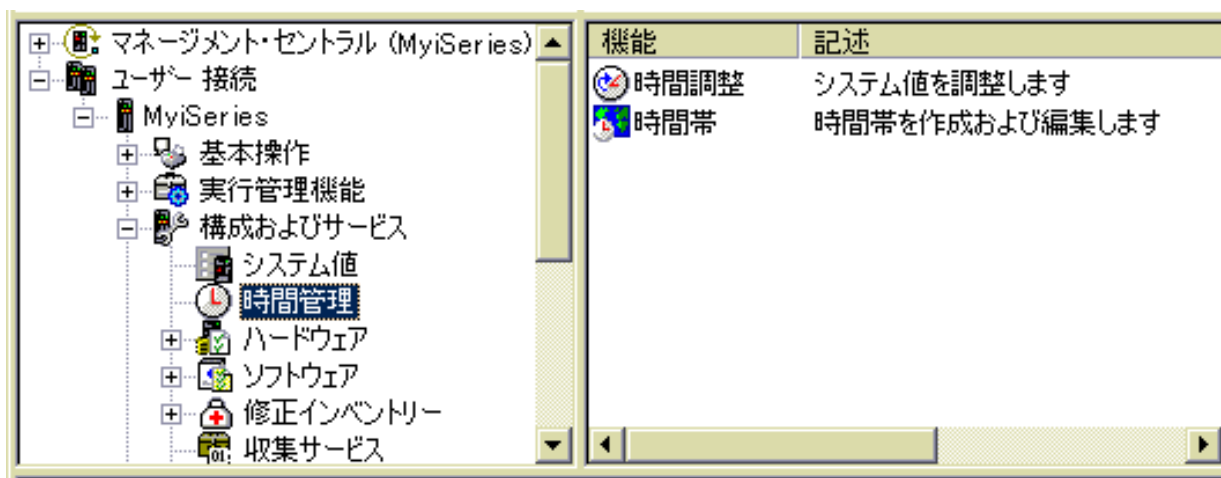 マネージメント・セントラル (MyiSeries)
ユーザー 接続
MyiSeries
基本操作
実行管理機能
構成およびサービス
システム値
時間管理
ハードウェア
ソフトウェア
修正インベントリー
収集サービス
機能 記述
時間調整 システム値を調整します
時間帯 時間帯を作成および編集します